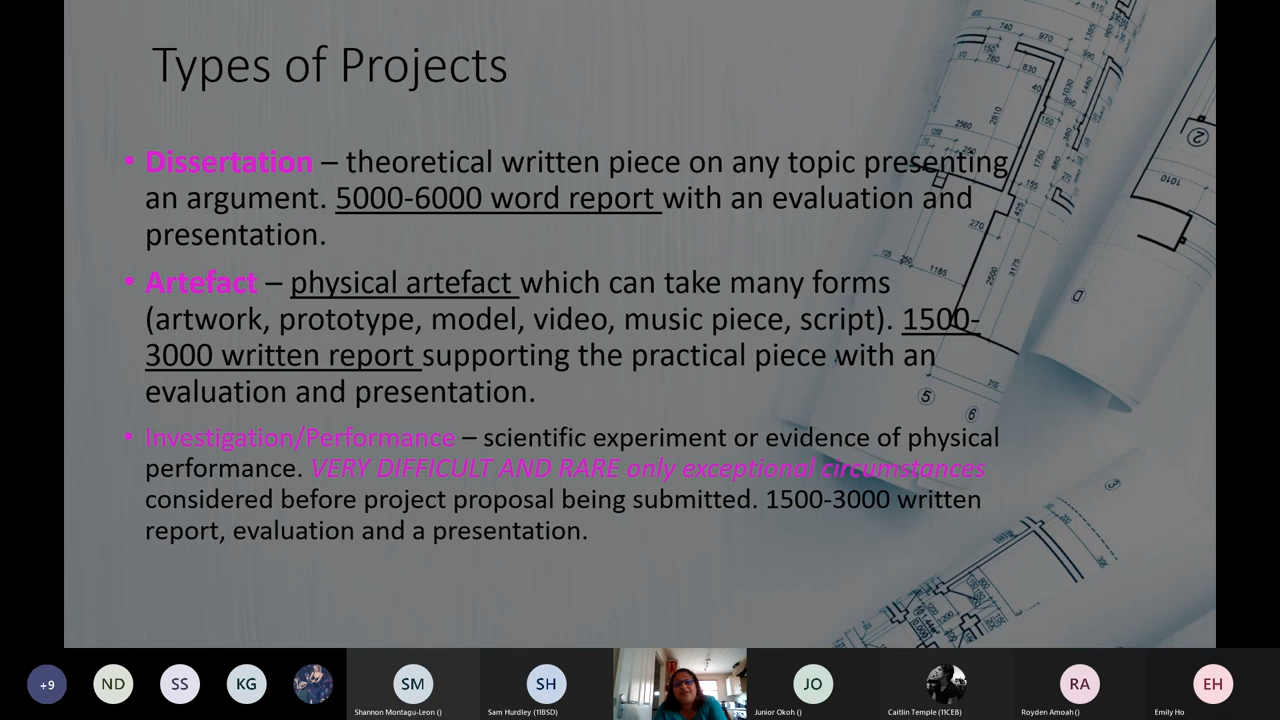 Types of Projects
• Dissertation – theoretical written piece on any topic presenting
an argument. 5000-6000 word report with an evaluation and
presentation.
• Artefact – physical artefact which can take many forms
(artwork, prototype, model, video, music piece, script). 1500-
3000 written report supporting the practical piece with an
evaluation and presentation.
• Investigation/Performance – scientific experiment or evidence of physical
performance. VERY DIFFICULT AND RARE only exceptional circumstances
considered before project proposal being submitted. 1500-3000 written
report, evaluation and a presentation.
+9 ND SS KG SM SH JO RA EH
Shannon Montagu-Leon () Sam Hurdley (11BSD) Junior Okoh () Caitlin Temple (11CEB) Royden Amoah () Emily Ho